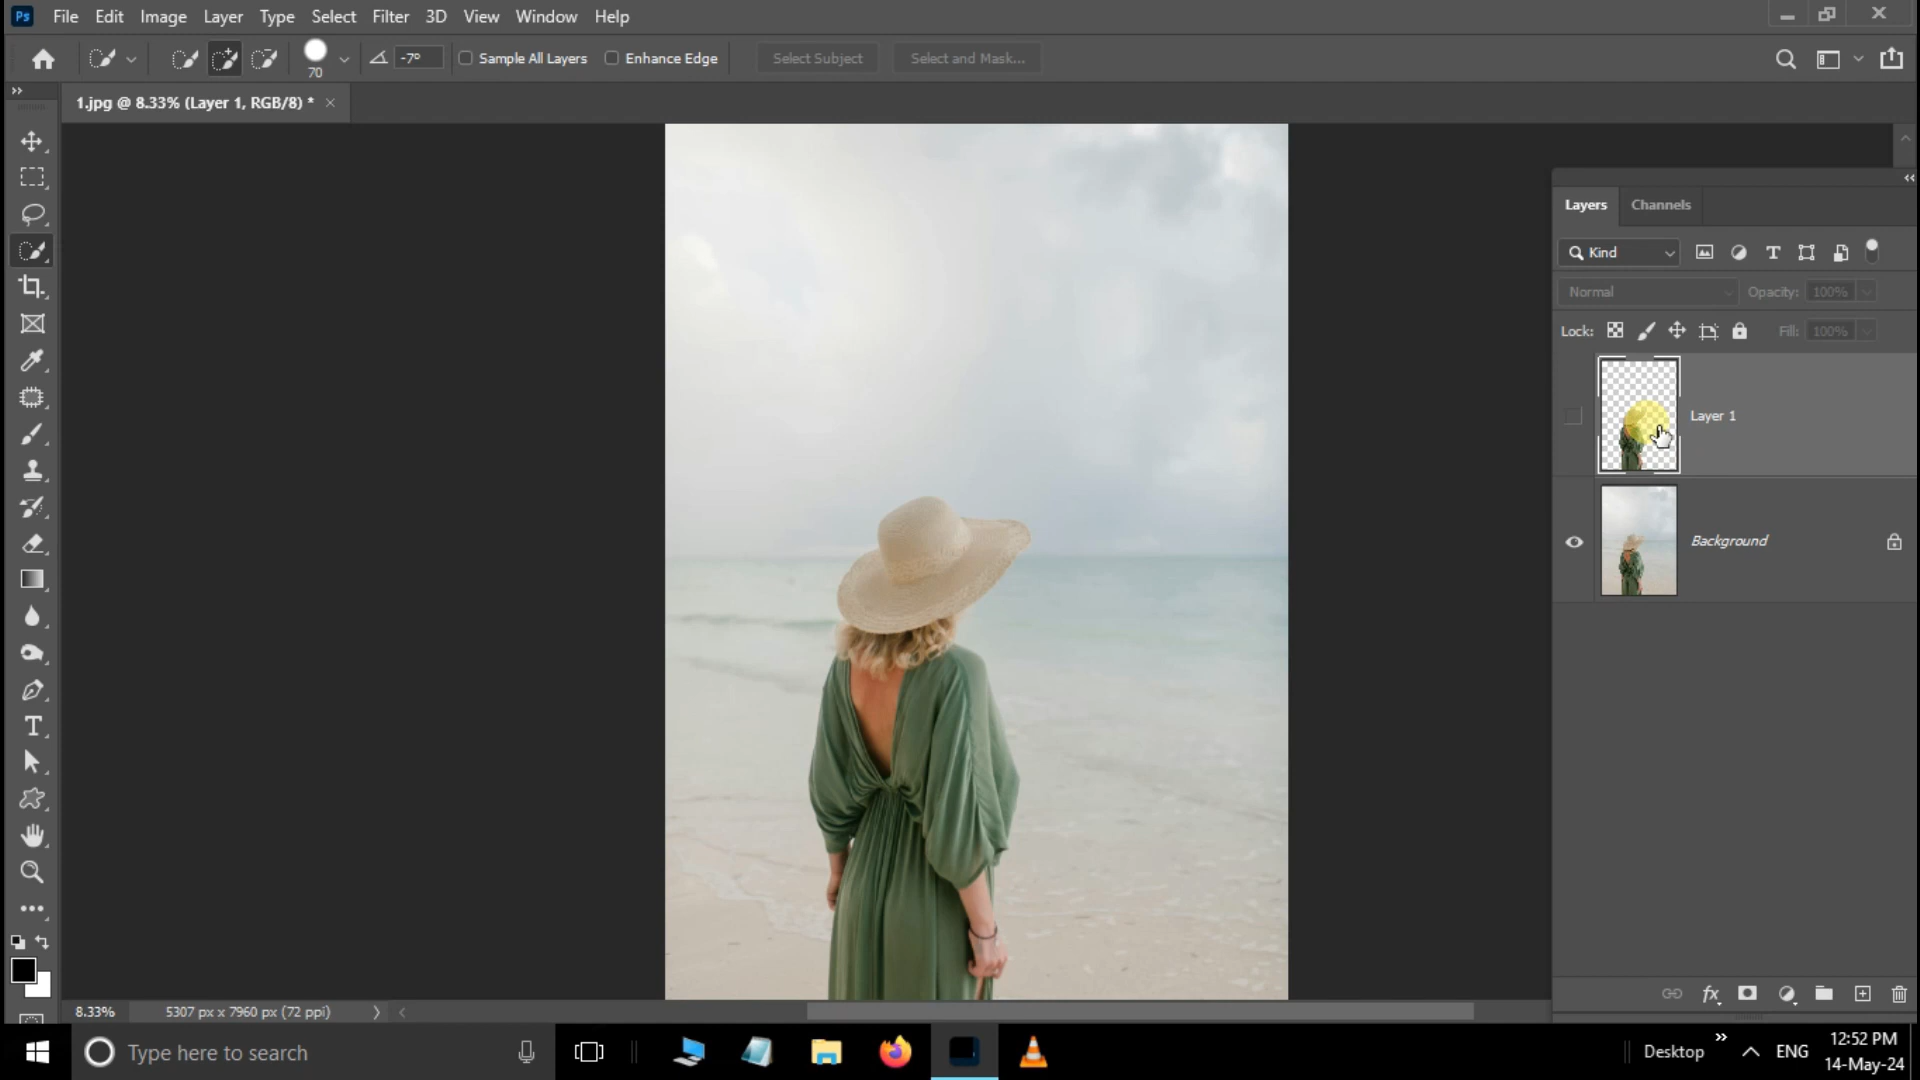 Ps File Edit Image Layer Type Select Filter 3D View Window Help
70 -7° Sample All Layers Enhance Edge Select Subject Select and Mask...
1.jpg @ 8.33% (Layer 1, RGB/8) * ×
Layers Channels
Kind
Normal Opacity: 100%
Lock: Fill: 100%
Layer 1
Background
fx
8.33% 5307 px x 7960 px (72 ppi)
Type here to search
Desktop ENG 12:52 PM
14-May-24